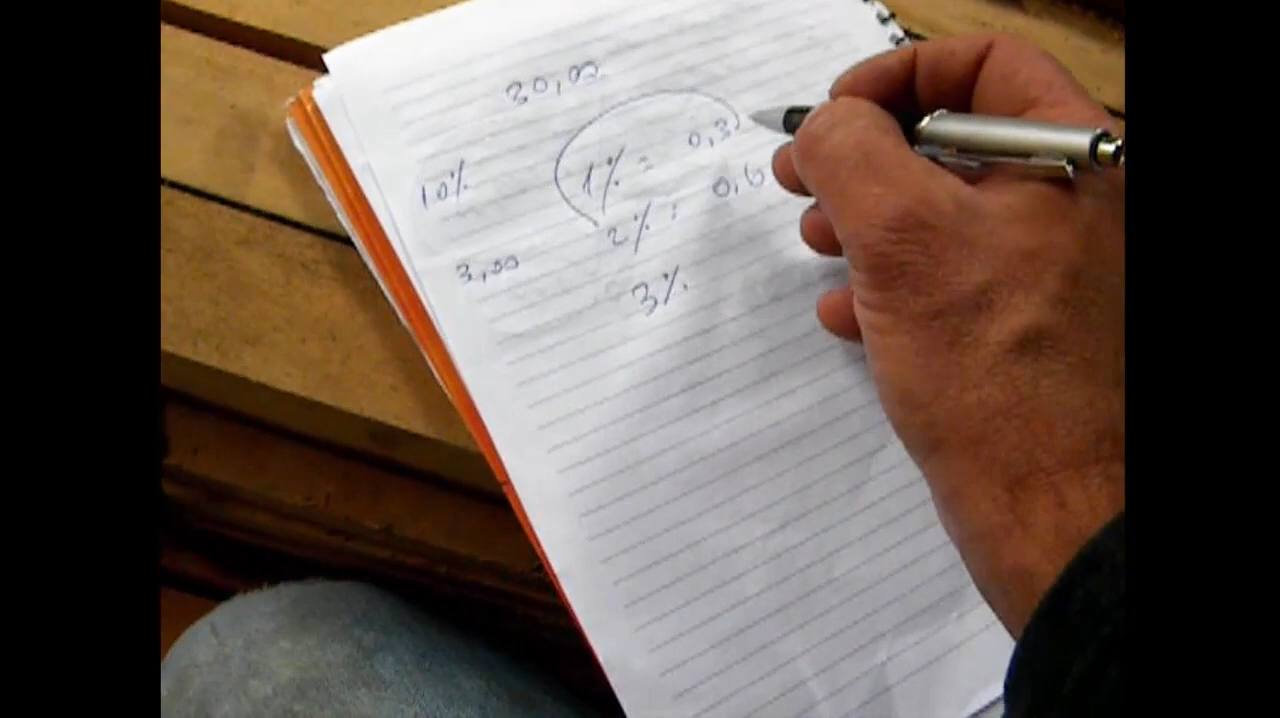 30,00
10%
1% = 0,3
2% : 0,6
3,00
3%